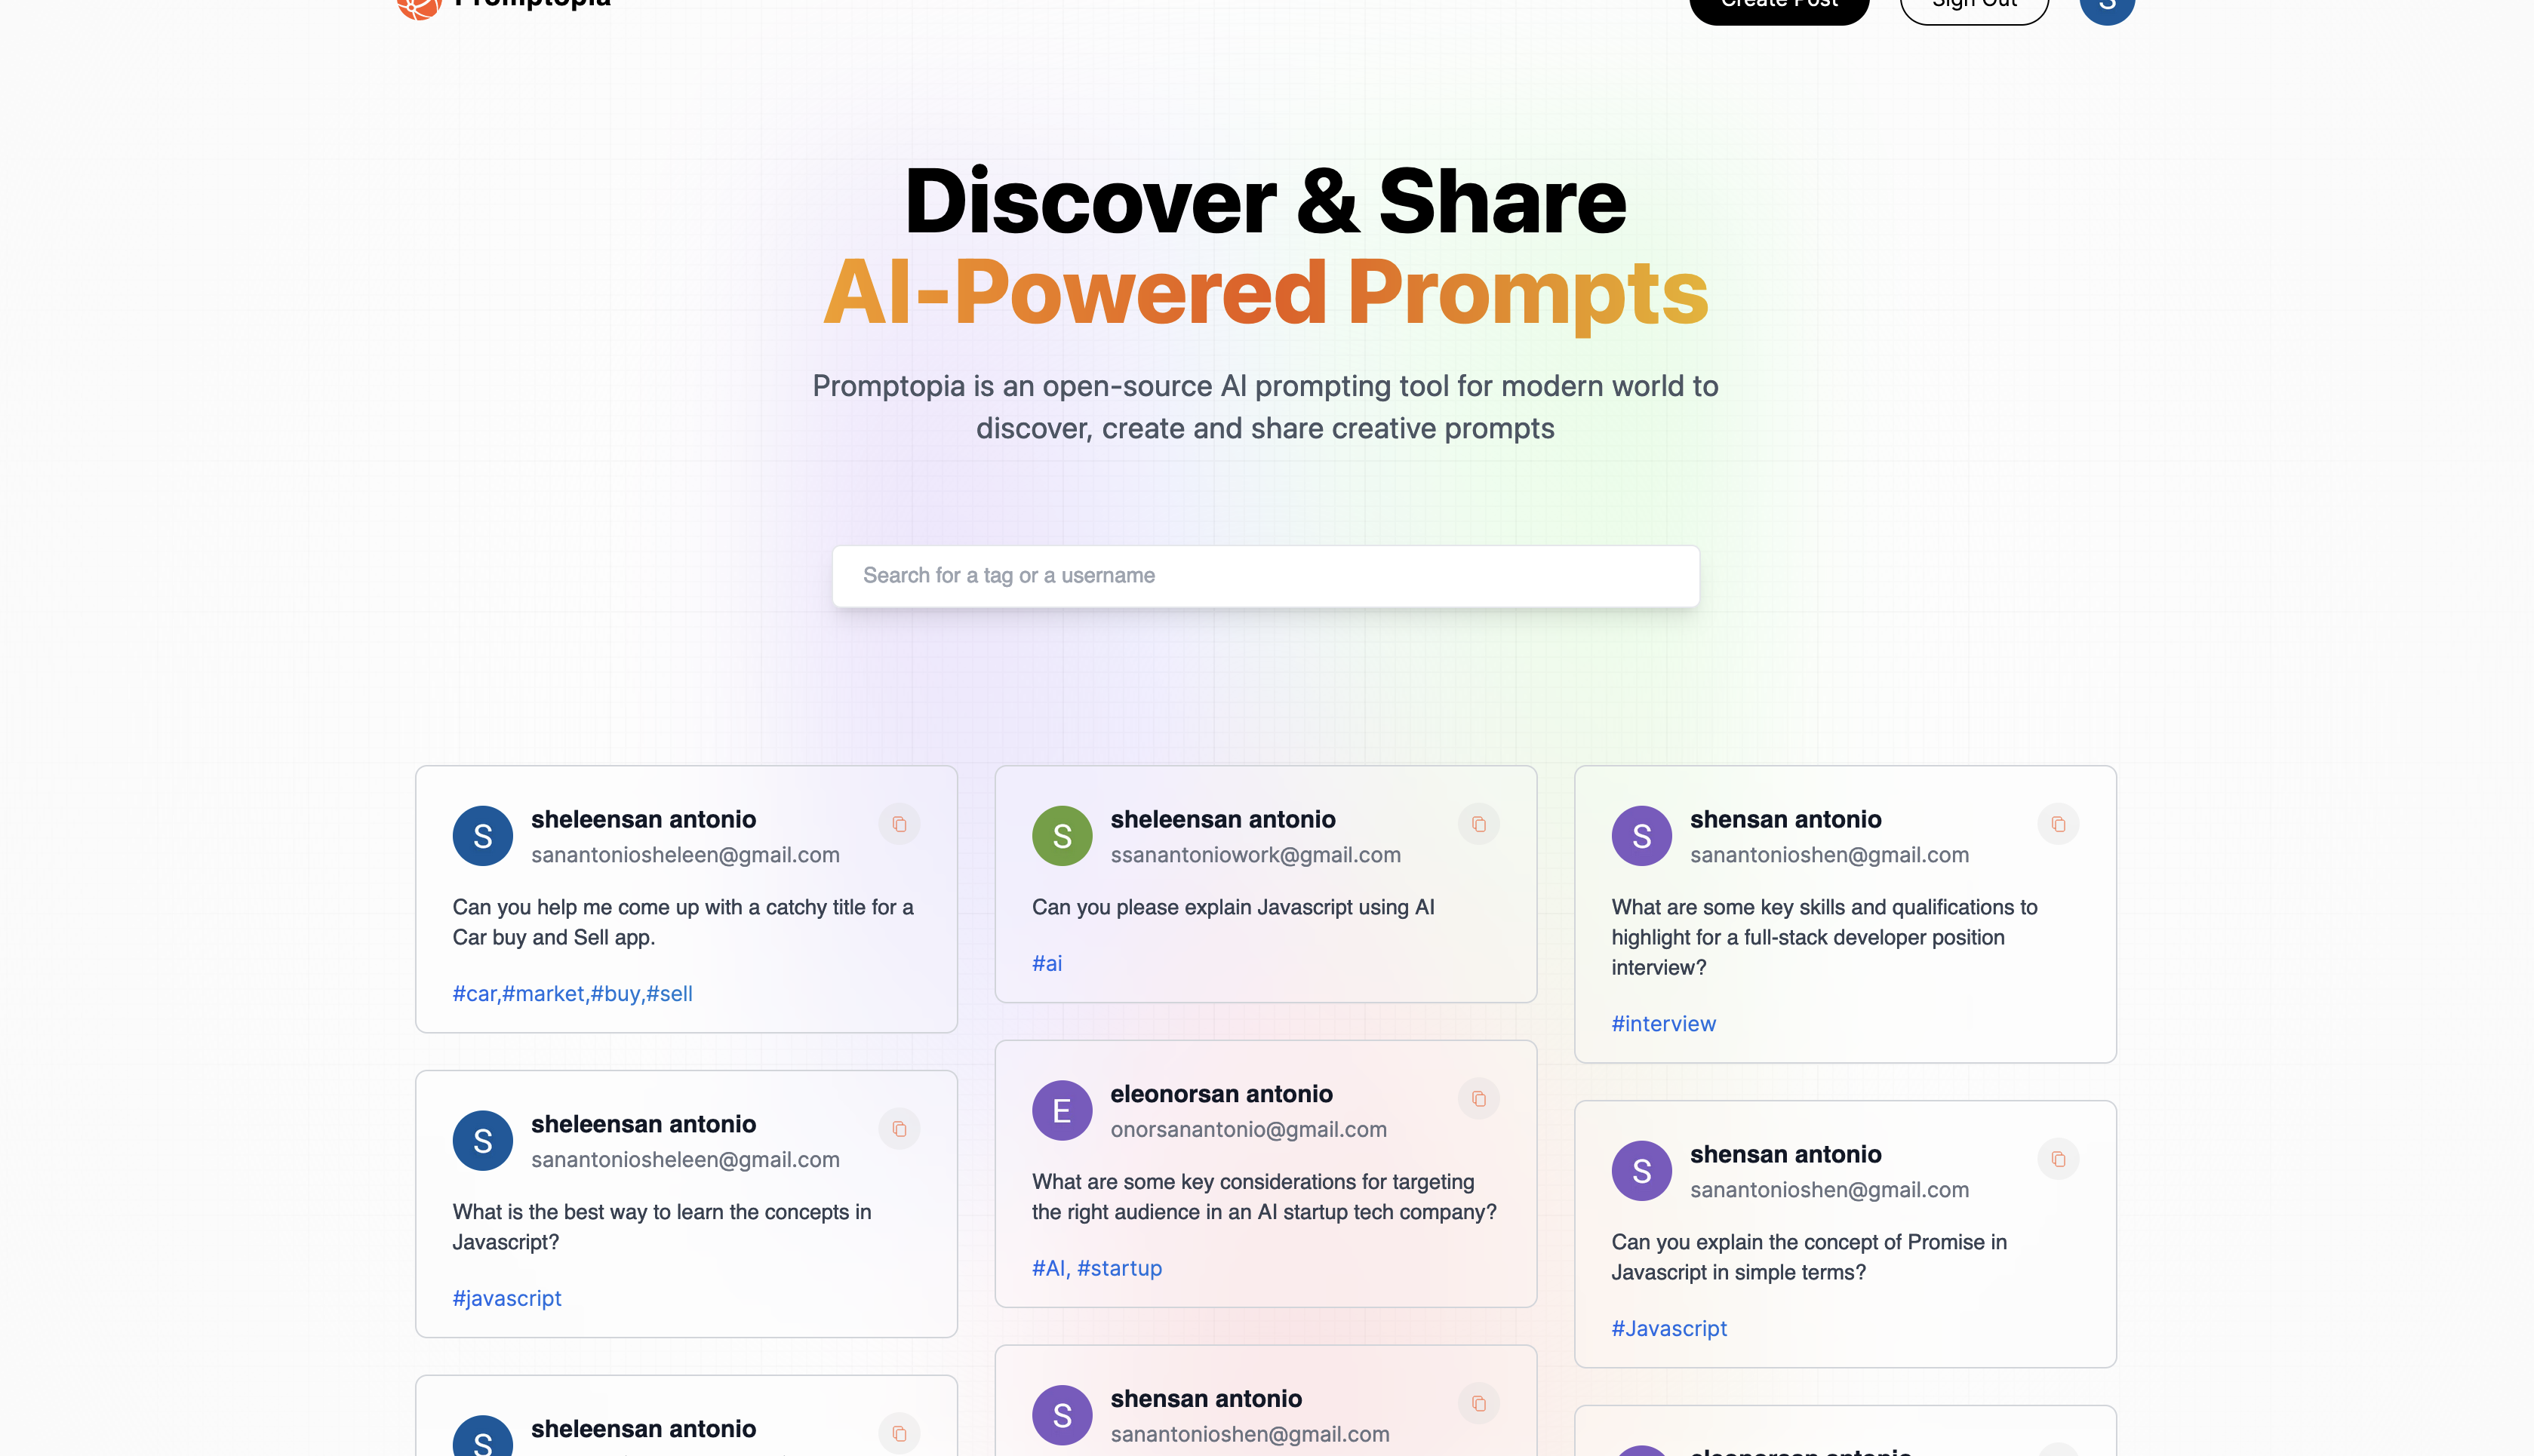 Promptopia
Create Post
Sign Out
S
Discover & Share
AI-Powered Prompts
Promptopia is an open-source AI prompting tool for modern world to
discover, create and share creative prompts
Search for a tag or a username
S
sheleensan antonio
sanantoniosheleen@gmail.com
Can you help me come up with a catchy title for a
Car buy and Sell app.
#car,#market,#buy,#sell
S
sheleensan antonio
sanantoniosheleen@gmail.com
What is the best way to learn the concepts in
Javascript?
#javascript
S
sheleensan antonio
S
sheleensan antonio
ssanantoniowork@gmail.com
Can you please explain Javascript using AI
#ai
E
eleonorsan antonio
onorsanantonio@gmail.com
What are some key considerations for targeting
the right audience in an AI startup tech company?
#AI, #startup
S
shensan antonio
sanantonioshen@gmail.com
S
shensan antonio
sanantonioshen@gmail.com
What are some key skills and qualifications to
highlight for a full-stack developer position
interview?
#interview
S
shensan antonio
sanantonioshen@gmail.com
Can you explain the concept of Promise in
Javascript in simple terms?
#Javascript
eleonorsan antonio